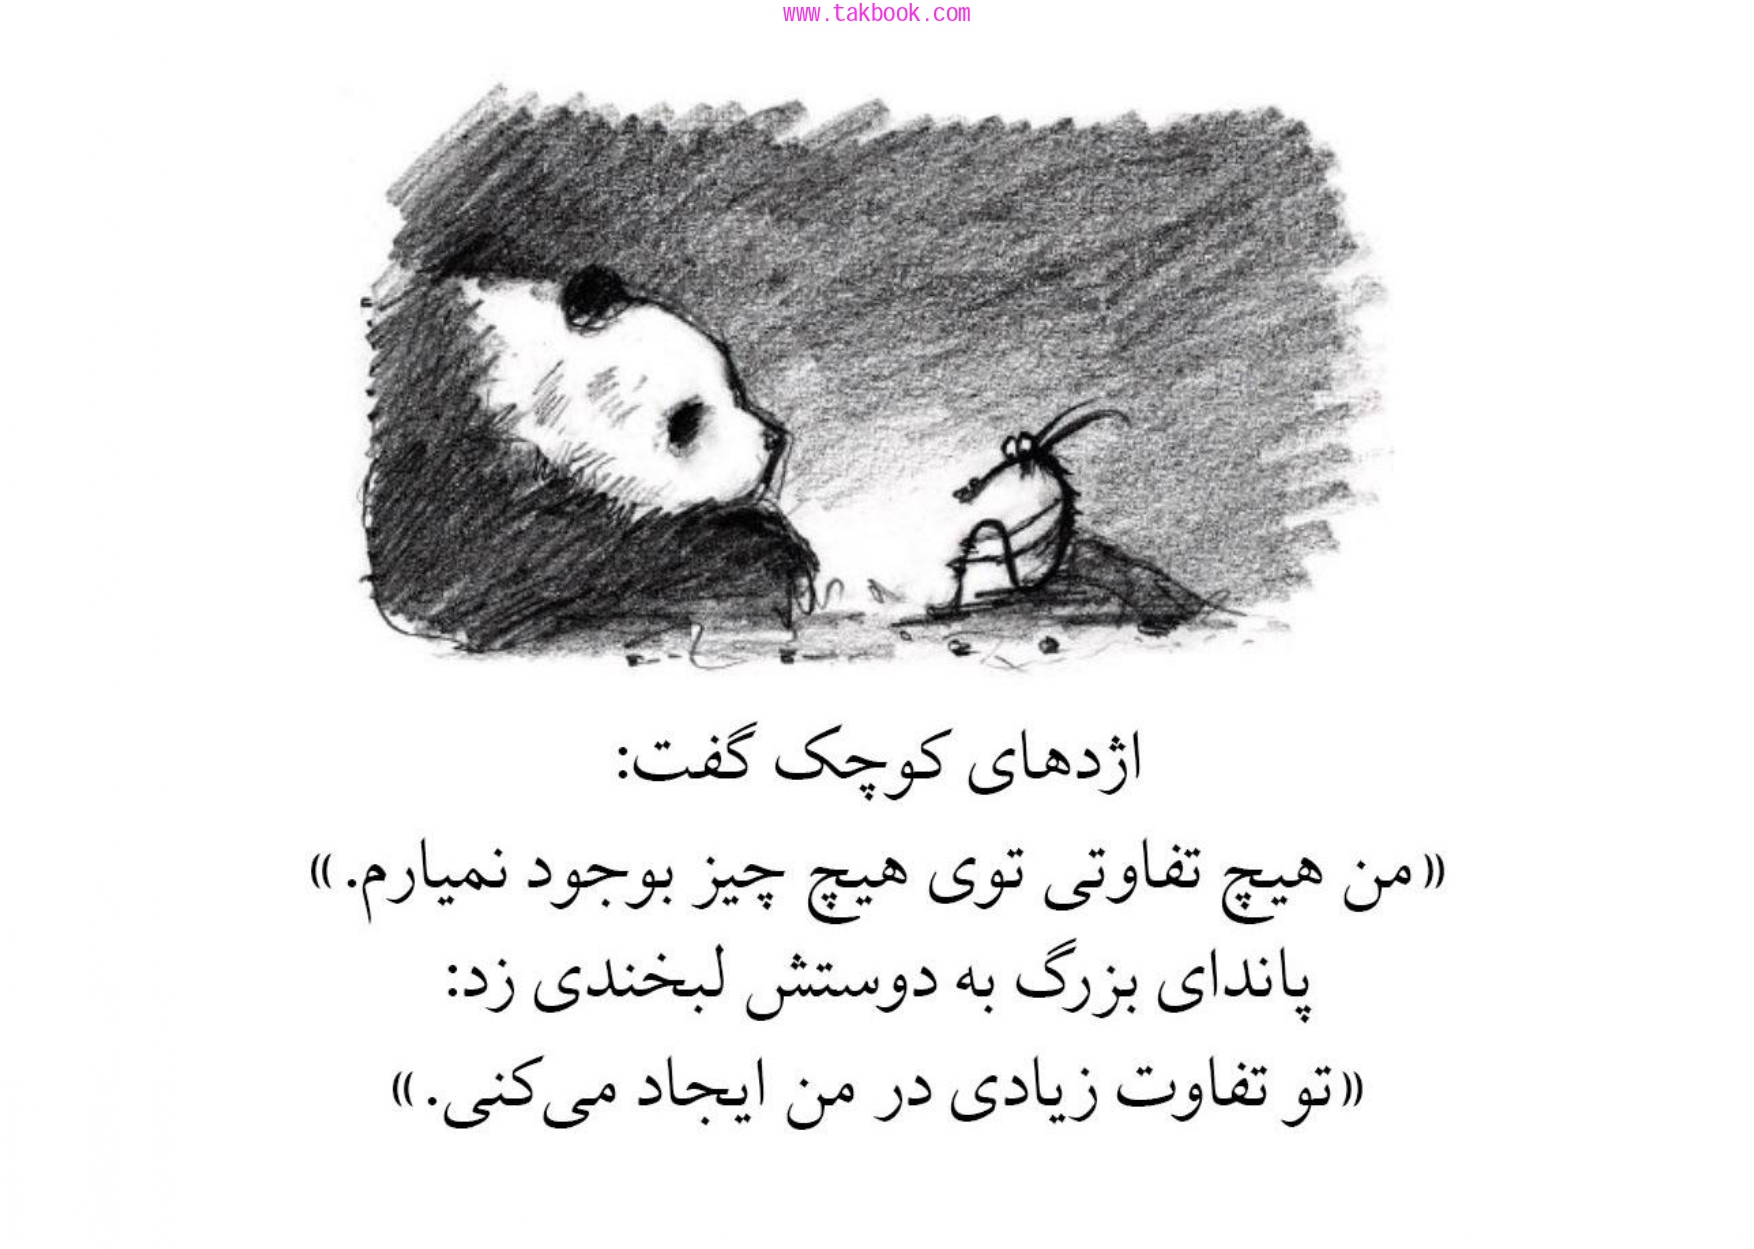 www.takbook.com
اژدهای کوچک گفت:
«من هیچ تفاوتی توی هیچ چیز بوجود نمیارم.»
پاندای بزرگ به دوستش لبخندی زد:
«تو تفاوت زیادی در من ایجاد می‌کنی.»